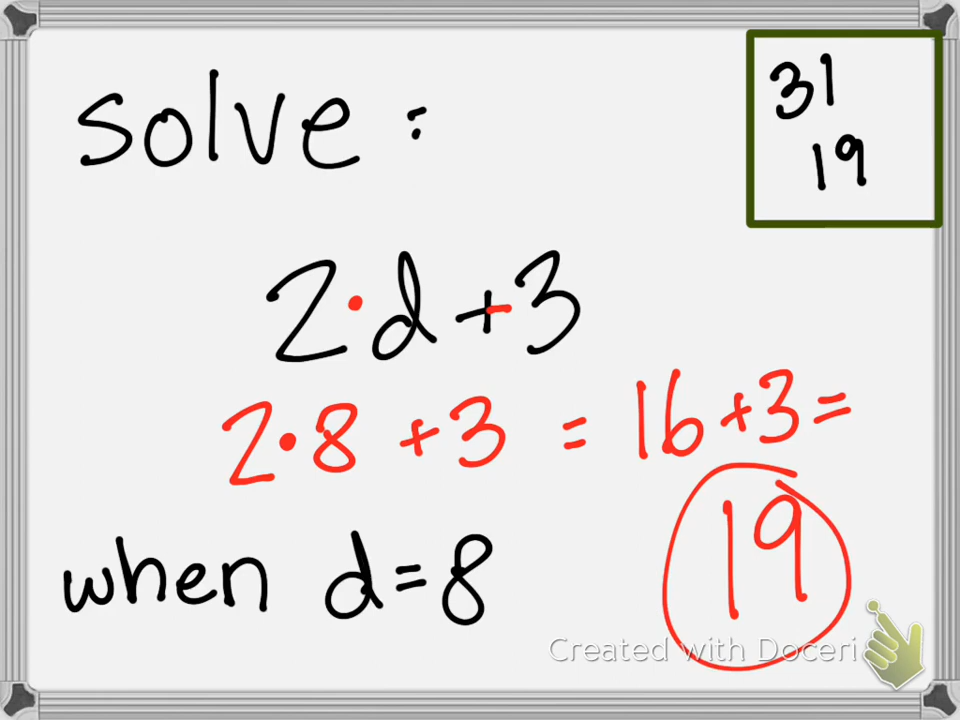 solve :
31
19
2·d+3
2·8+3 = 16+3=
19
when d=8
Created with Doceri